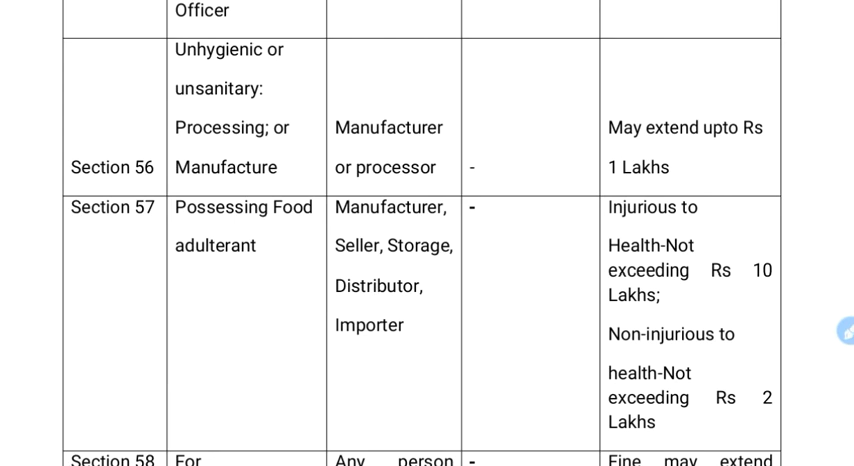 Officer
Unhygienic or
unsanitary:
Processing; or
Manufacture
Section 56
Manufacturer
or processor
-
May extend upto Rs
1 Lakhs
Section 57
Possessing Food
adulterant
Manufacturer,
Seller, Storage,
Distributor,
Importer
-
Injurious to
Health-Not
exceeding Rs 10
Lakhs;
Non-injurious to
health-Not
exceeding Rs 2
Lakhs
Section 58
For
Any person
-
Fine may extend